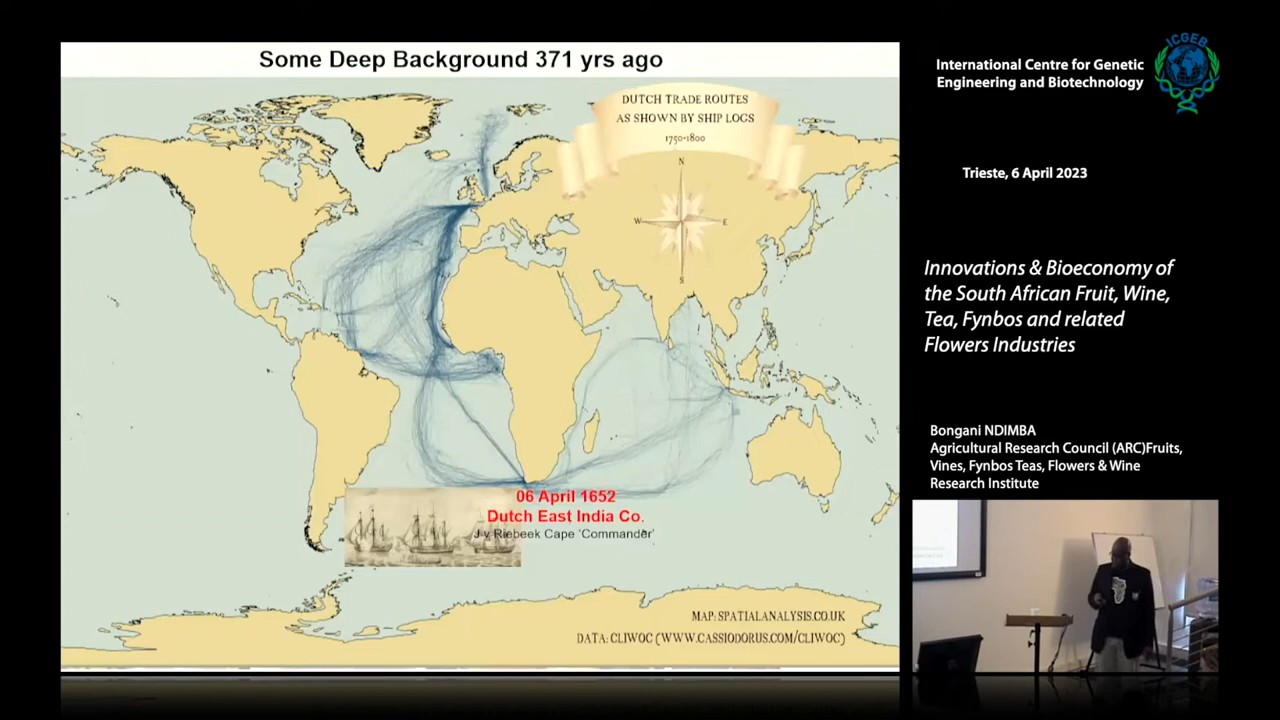 Some Deep Background 371 yrs ago
DUTCH TRADE ROUTES
AS SHOWN BY SHIP LOGS
1750-1800
N
W
E
S
06 April 1652
Dutch East India Co.
J v Riebeek Cape 'Commander'
MAP: SPATIALANALYSIS.CO.UK
DATA: CLIWOC (WWW.CASSIODORUS.COM/CLIWOC)
International Centre for Genetic
Engineering and Biotechnology
ICGEB
Trieste, 6 April 2023
Innovations & Bioeconomy of
the South African Fruit, Wine,
Tea, Fynbos and related
Flowers Industries
Bongani NDIMBA
Agricultural Research Council (ARC)Fruits,
Vines, Fynbos Teas, Flowers & Wine
Research Institute